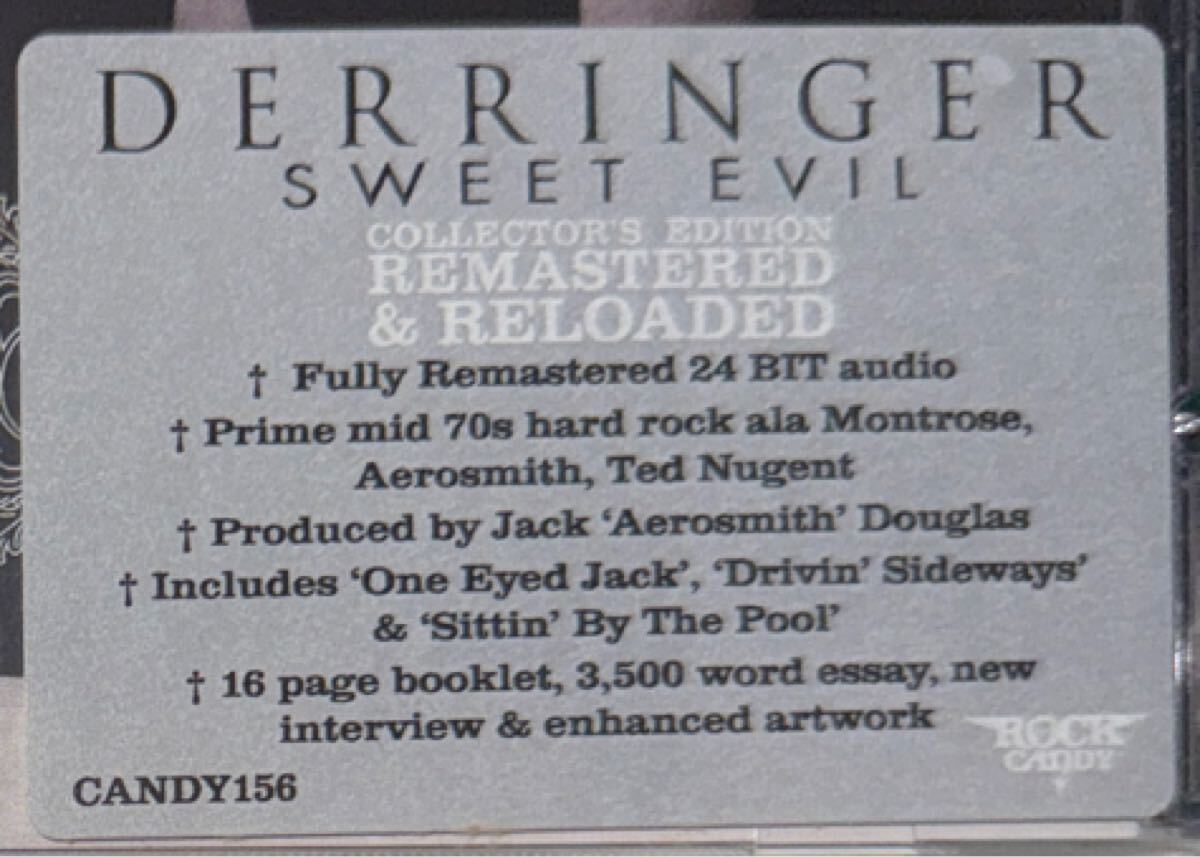 DERRINGER
SWEET EVIL
COLLECTOR'S EDITION
REMASTERED
& RELOADED
† Fully Remastered 24 BIT audio
† Prime mid 70s hard rock ala Montrose,
Aerosmith, Ted Nugent
† Produced by Jack ‘Aerosmith’ Douglas
† Includes ‘One Eyed Jack’, ‘Drivin’ Sideways’
& ‘Sittin’ By The Pool’
† 16 page booklet, 3,500 word essay, new
interview & enhanced artwork
ROCK
CANDY
CANDY156